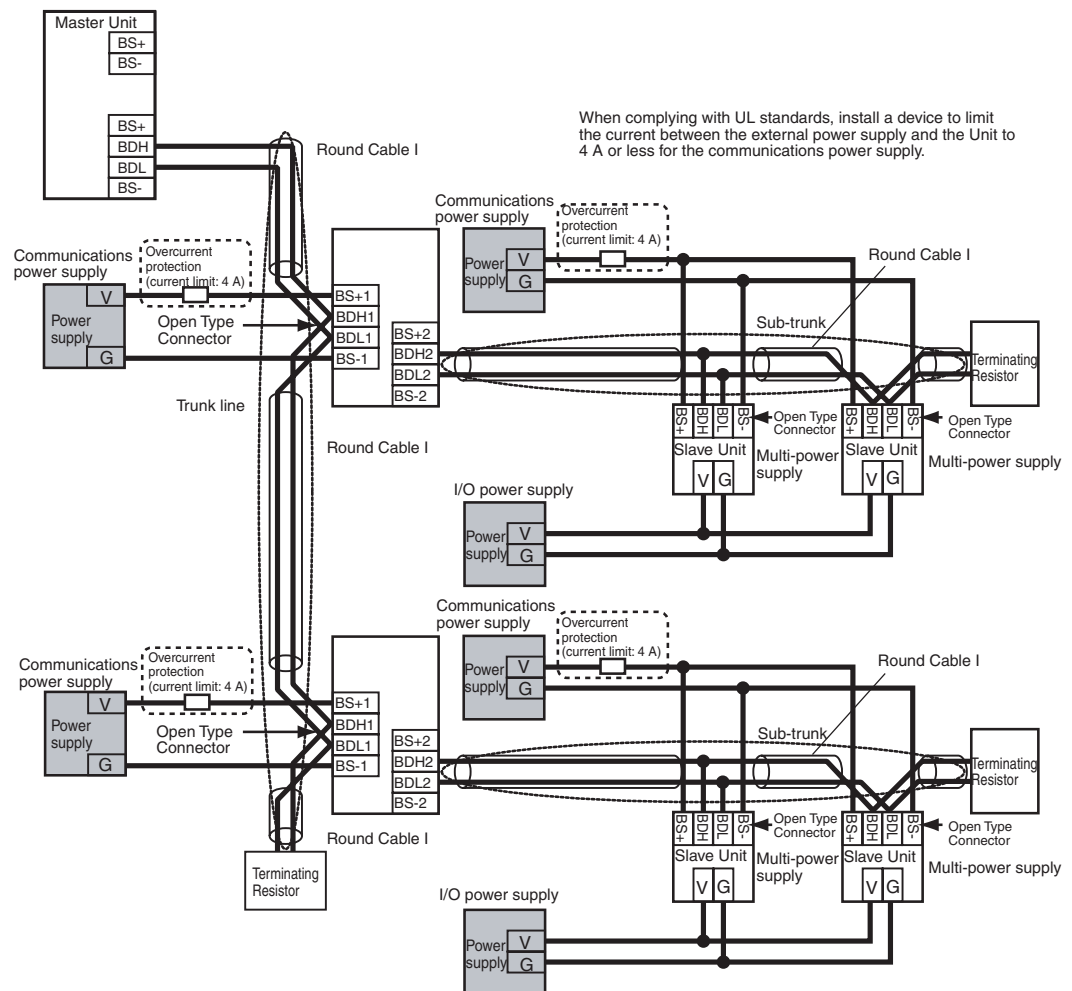 Master Unit
BS+
BS-
BS+
BDH
BDL
BS-
Round Cable I
When complying with UL standards, install a device to limit
the current between the external power supply and the Unit to
4 A or less for the communications power supply.
Communications
power supply
Overcurrent
protection
(current limit: 4 A)
V
Power
supply
G
Open Type
Connector
Trunk line
Round Cable I
BS+1
BDH1
BDL1
BS-1
BS+2
BDH2
BDL2
BS-2
Communications
power supply
Overcurrent
protection
(current limit: 4 A)
Power
supply
V
G
Round Cable I
Sub-trunk
Terminating
Resistor
BS+
BDH
BDL
BS-
Open Type
Connector
Slave Unit
Multi-power
supply
V
G
BS+
BDH
BDL
BS-
Open Type
Connector
Slave Unit
Multi-power supply
V
G
I/O power supply
Power
supply
V
G
Communications
power supply
Overcurrent
protection
(current limit: 4 A)
V
Power
supply
G
Open Type
Connector
BS+1
BDH1
BDL1
BS-1
BS+2
BDH2
BDL2
BS-2
Round Cable I
Terminating
Resistor
Communications
power supply
Overcurrent
protection
(current limit: 4 A)
Power
supply
V
G
Round Cable I
Sub-trunk
Terminating
Resistor
BS+
BDH
BDL
BS-
Open Type
Connector
Slave Unit
Multi-power
supply
V
G
BS+
BDH
BDL
BS-
Open Type
Connector
Slave Unit
Multi-power supply
V
G
I/O power supply
Power
supply
V
G